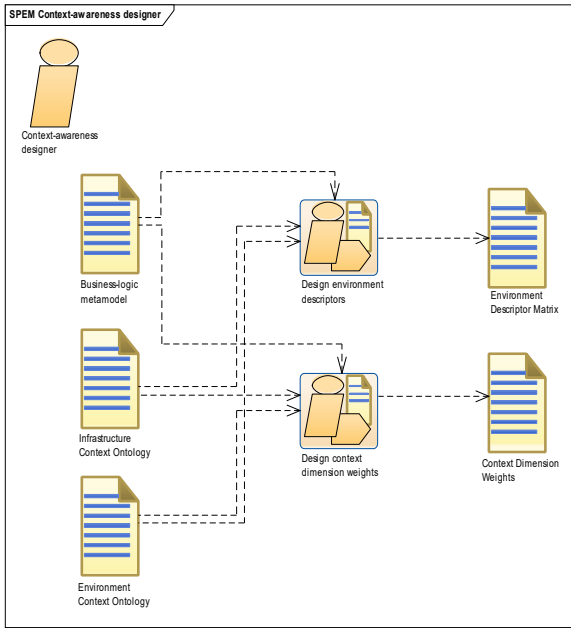 SPEM Context-awareness designer
Context-awareness
designer
Business-logic
metamodel
Design environment
descriptors
Environment
Descriptor Matrix
Infrastructure
Context Ontology
Design context
dimension weights
Context Dimension
Weights
Environment
Context Ontology